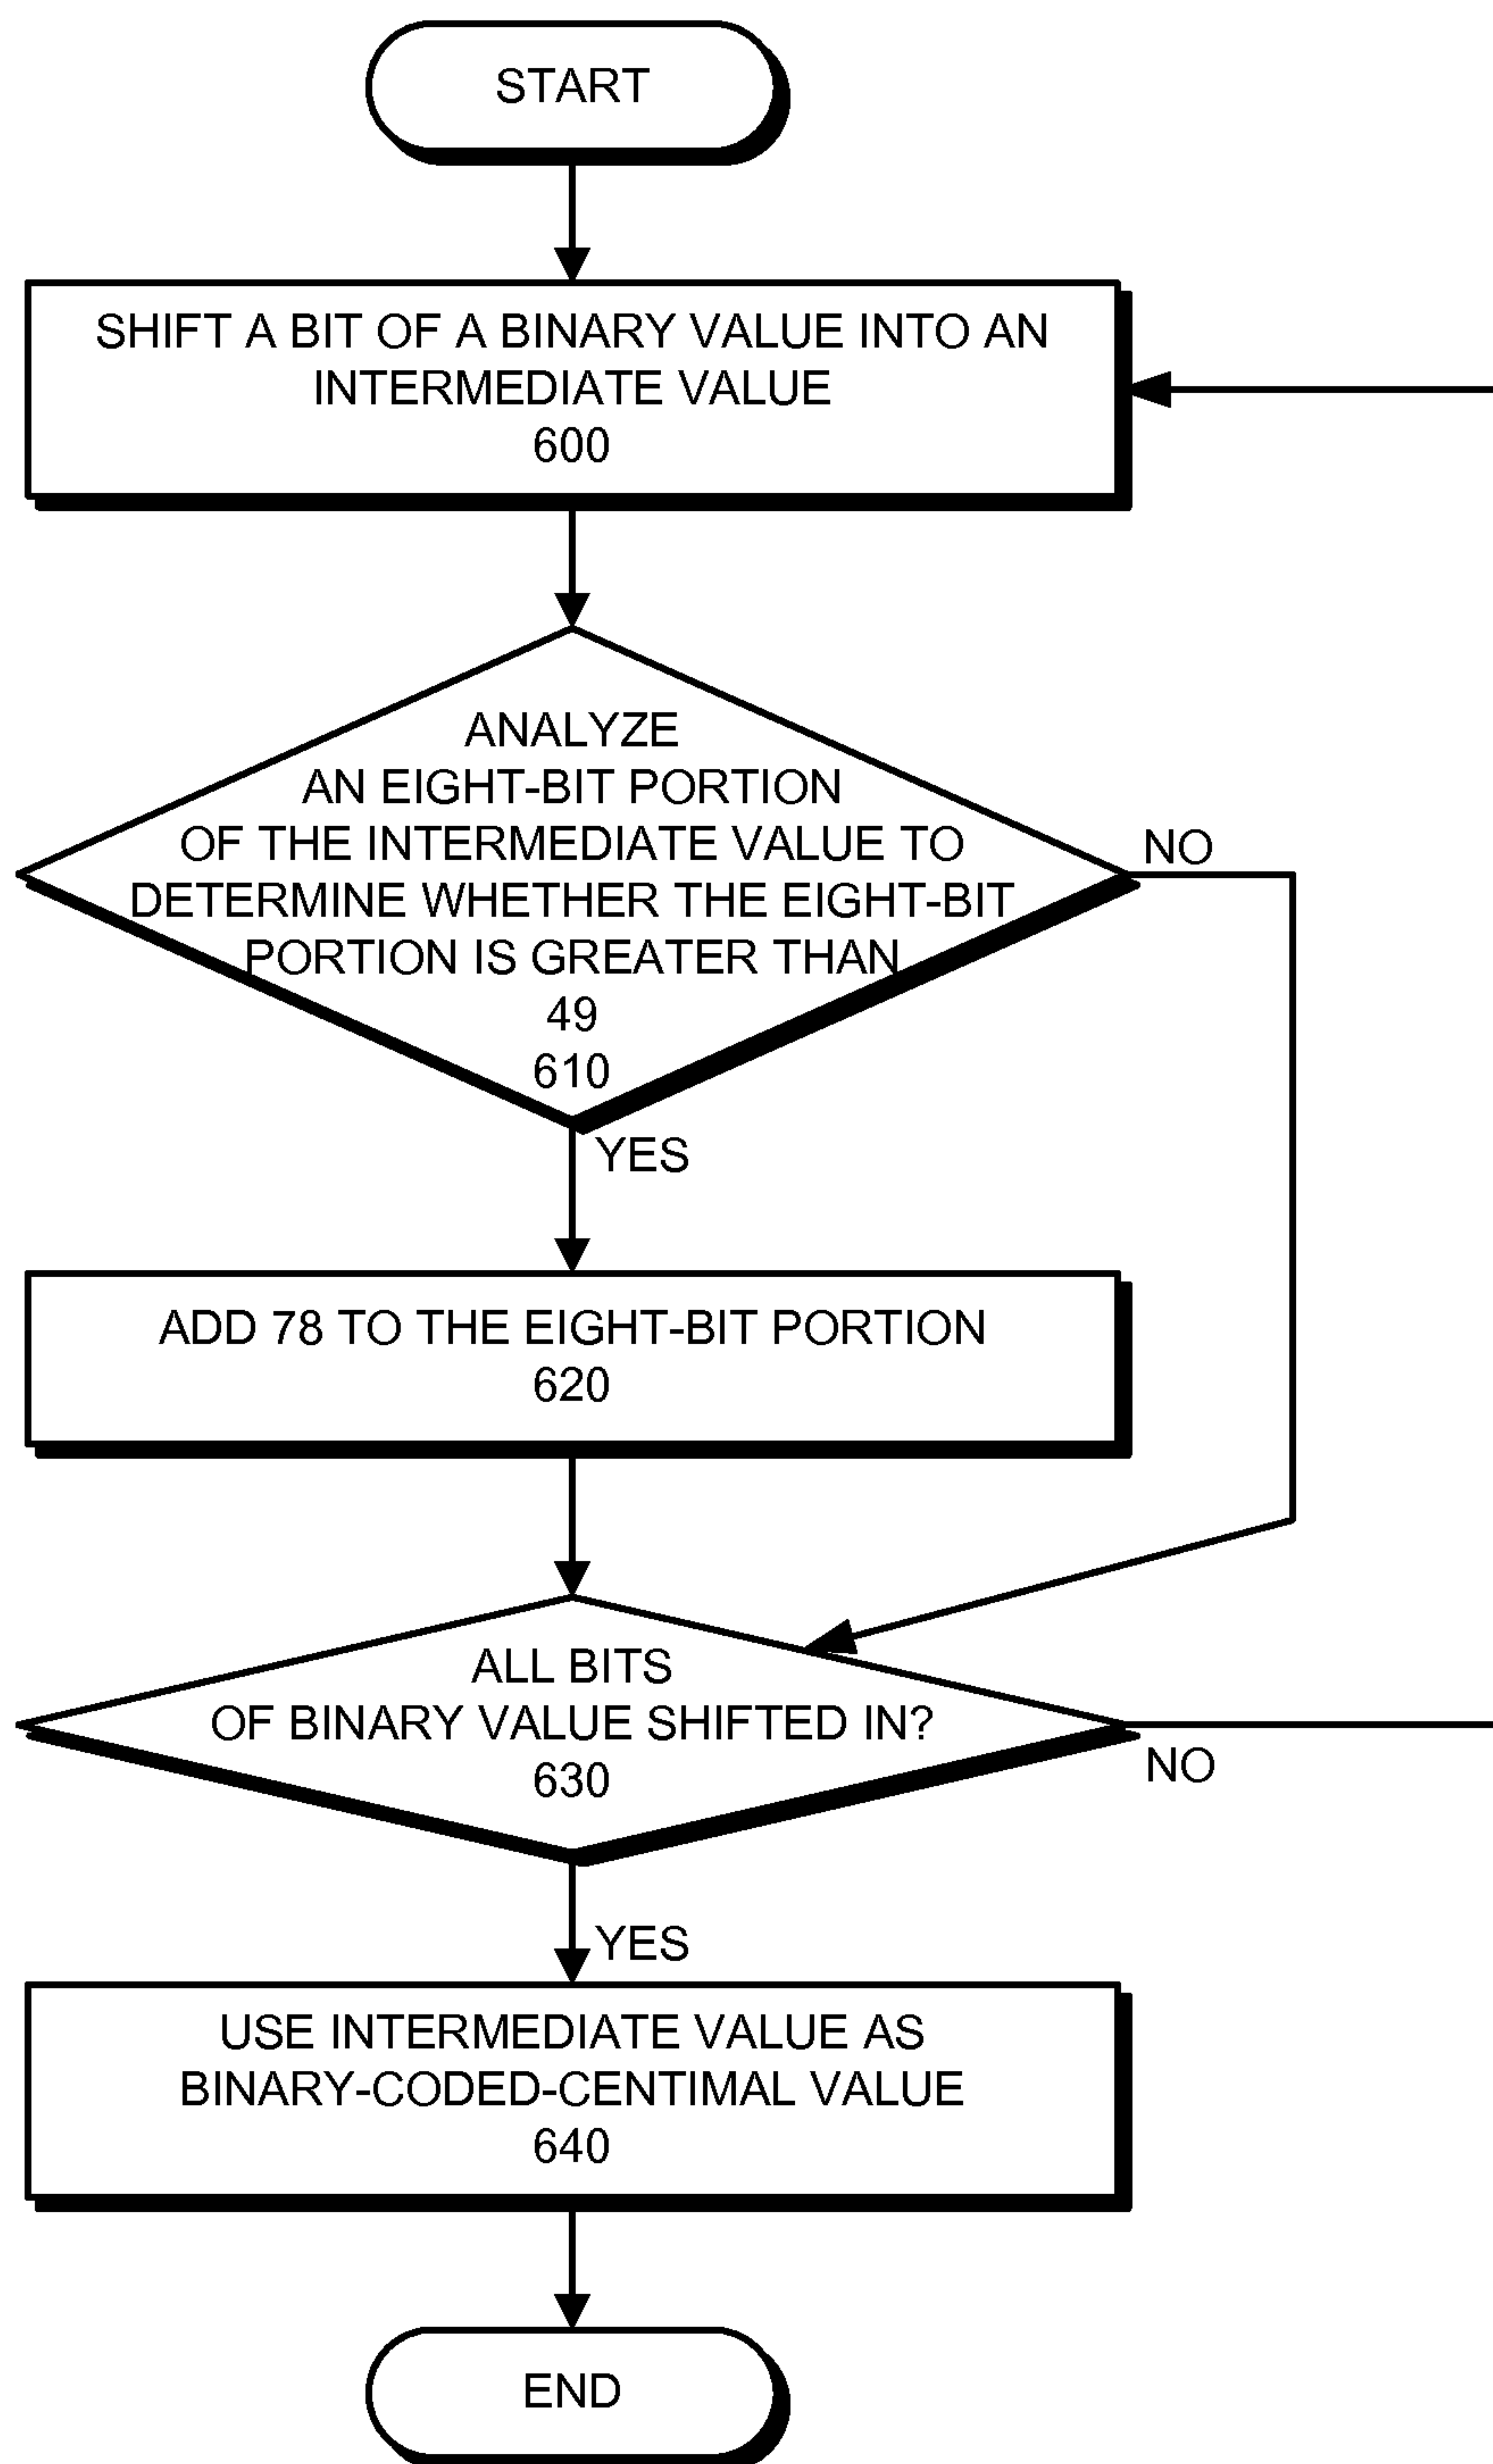 START
SHIFT A BIT OF A BINARY VALUE INTO AN
INTERMEDIATE VALUE
600
ANALYZE
AN EIGHT-BIT PORTION
OF THE INTERMEDIATE VALUE TO
DETERMINE WHETHER THE EIGHT-BIT
PORTION IS GREATER THAN
49
610
NO
YES
ADD 78 TO THE EIGHT-BIT PORTION
620
ALL BITS
OF BINARY VALUE SHIFTED IN?
630
NO
YES
USE INTERMEDIATE VALUE AS
BINARY-CODED-CENTIMAL VALUE
640
END